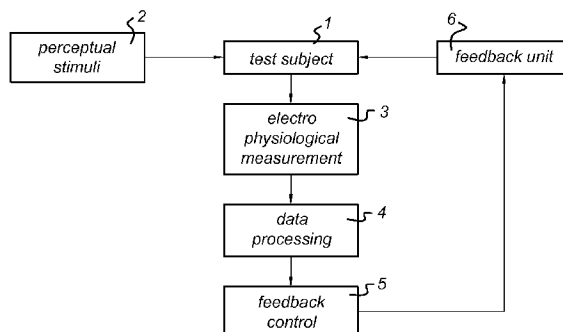 2
perceptual
stimuli
1
test subject
6
feedback unit
3
electro
physiological
measurement
4
data
processing
5
feedback
control